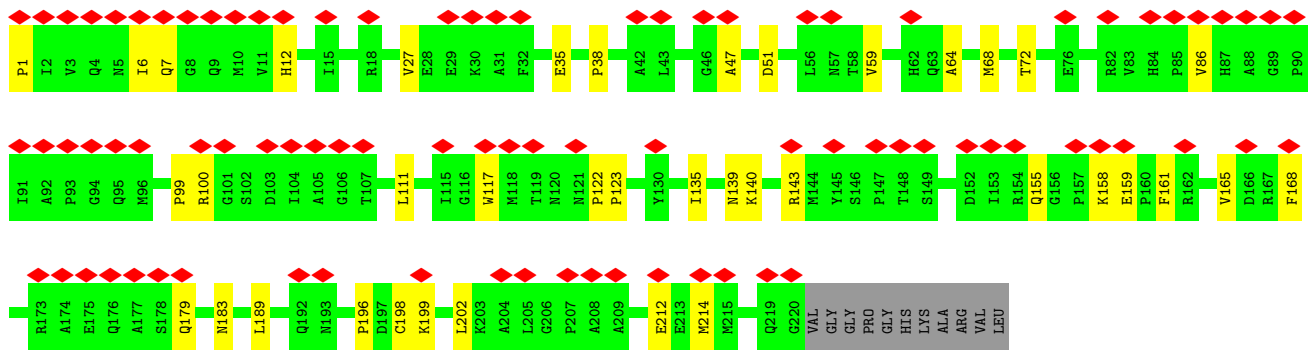 P1 I2 V3 Q4 N5 I6 Q7 G8 Q9 M10 V11 H12 I15 R18 V27 E28 E29 K30 A31 F32 E35 P38 A42 L43 G46 A47 D51 L56 N57 T58 V59 H62 Q63 A64 M68 T72 E76 R82 V83 H84 P85 V86 H87 A88 G89 P90
I91 A92 P93 G94 Q95 M96 P99 R100 G101 S102 D103 I104 A105 G106 T107 L111 I115 G116 W117 M118 T119 N120 N121 P122 P123 Y130 I135 N139 K140 R143 M144 Y145 S146 P147 T148 S149 D152 I153 R154 Q155 G156 P157 K158 E159 P160 F161 R162 V165 D166 R167 F168
R173 A174 E175 Q176 A177 S178 Q179 N183 L189 Q192 N193 P196 D197 C198 K199 L202 K203 A204 L205 G206 P207 A208 A209 E212 E213 M214 M215 Q219 G220 VAL GLY GLY PRO GLY HIS LYS ALA ARG VAL LEU